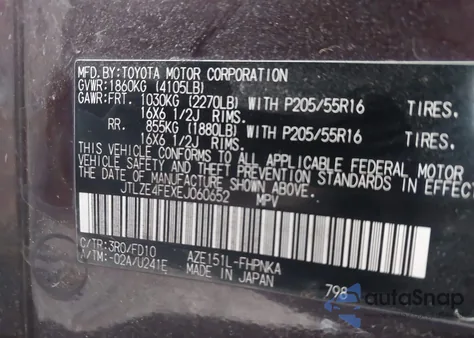 MFD.BY:TOYOTA MOTOR CORPORATION
GVWR:1860KG (4105LB)
GAWR:FRT. 1030KG (2270LB) WITH P205/55R16 TIRES,
16X6 1/2J RIMS.
RR. 855KG (1880LB) WITH P205/55R16 TIRES,
16X6 1/2J RIMS.
THIS VEHICLE CONFORMS TO ALL APPLICABLE FEDERAL MOTOR
VEHICLE SAFETY AND THEFT PREVENTION STANDARDS IN EFFECT
THE DATE OF MANUFACTURE SHOWN ABOVE.
JTLZE4FEXEJ060652 MPV
C/TR:3R0/FD10 AZE151L-FHPNKA
A/TM:-02A/U241E MADE IN JAPAN
798
autoSnap